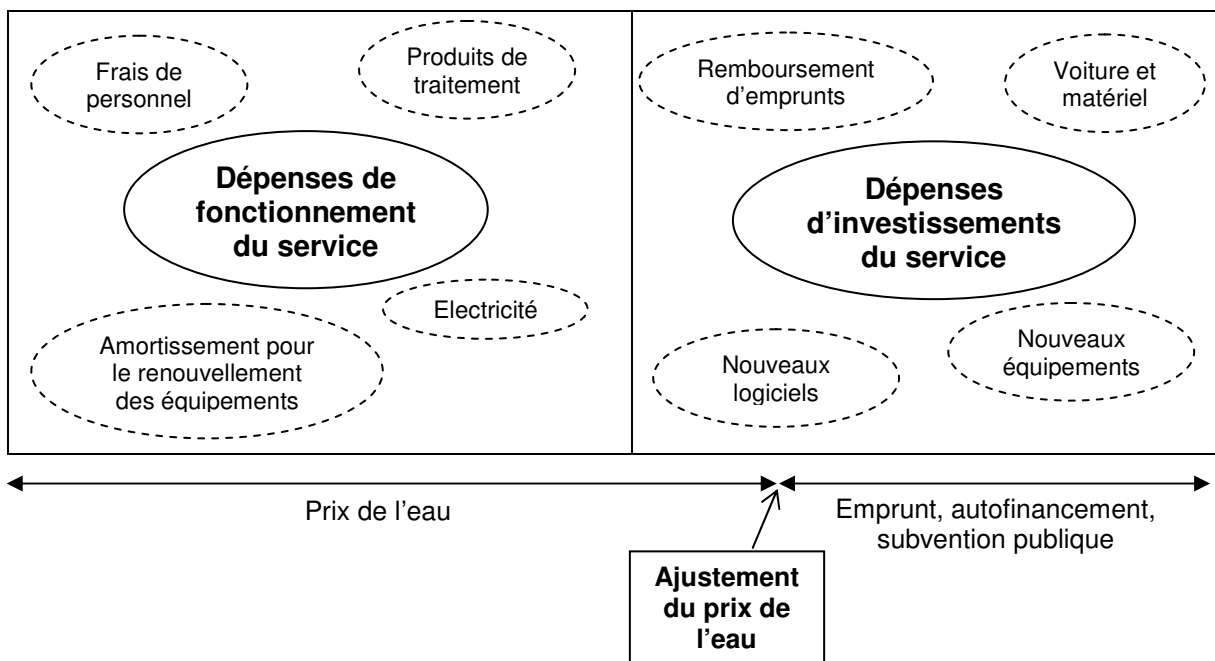 Frais de
personnel
Produits de
traitement
Dépenses de
fonctionnement
du service
Electricité
Amortissement pour
le renouvellement
des équipements
Remboursement
d'emprunts
Voiture et
matériel
Dépenses
d'investissements
du service
Nouveaux
logiciels
Nouveaux
équipements
Prix de l'eau
Emprunt, autofinancement,
subvention publique
Ajustement
du prix de
l'eau